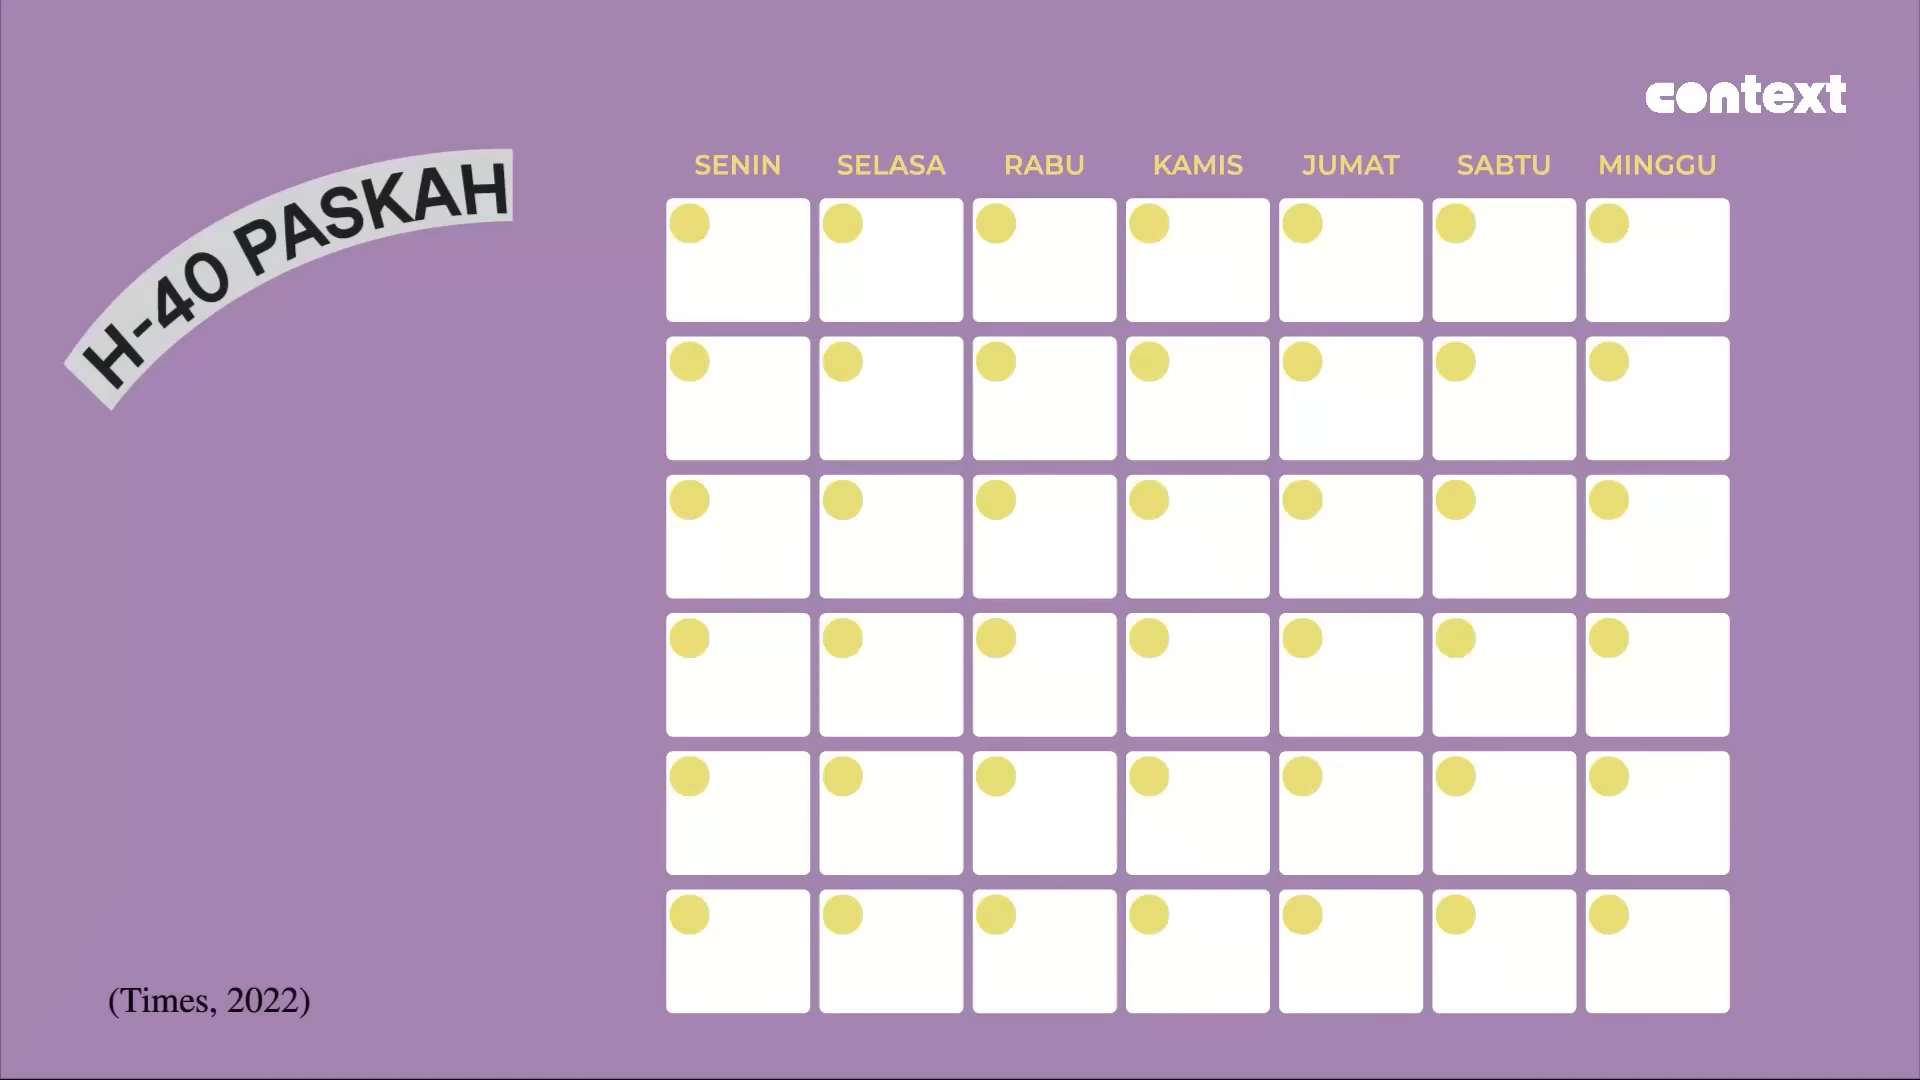 context
H-40 PASKAH
SENIN SELASA RABU KAMIS JUMAT SABTU MINGGU
(Times, 2022)